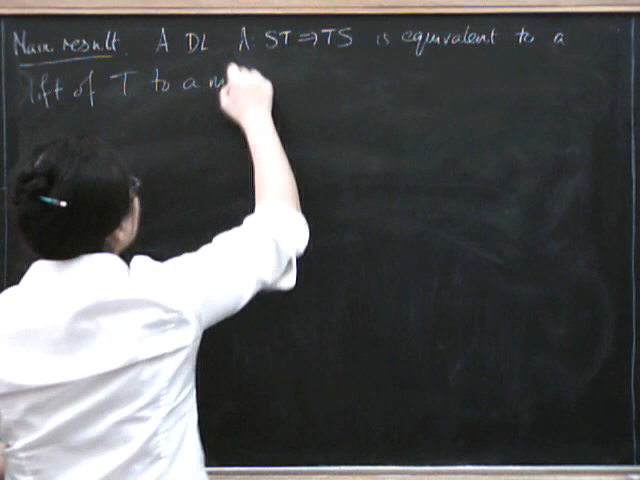 Main result. A DL λ: ST ⇒ TS is equivalent to a
lift of T to a m